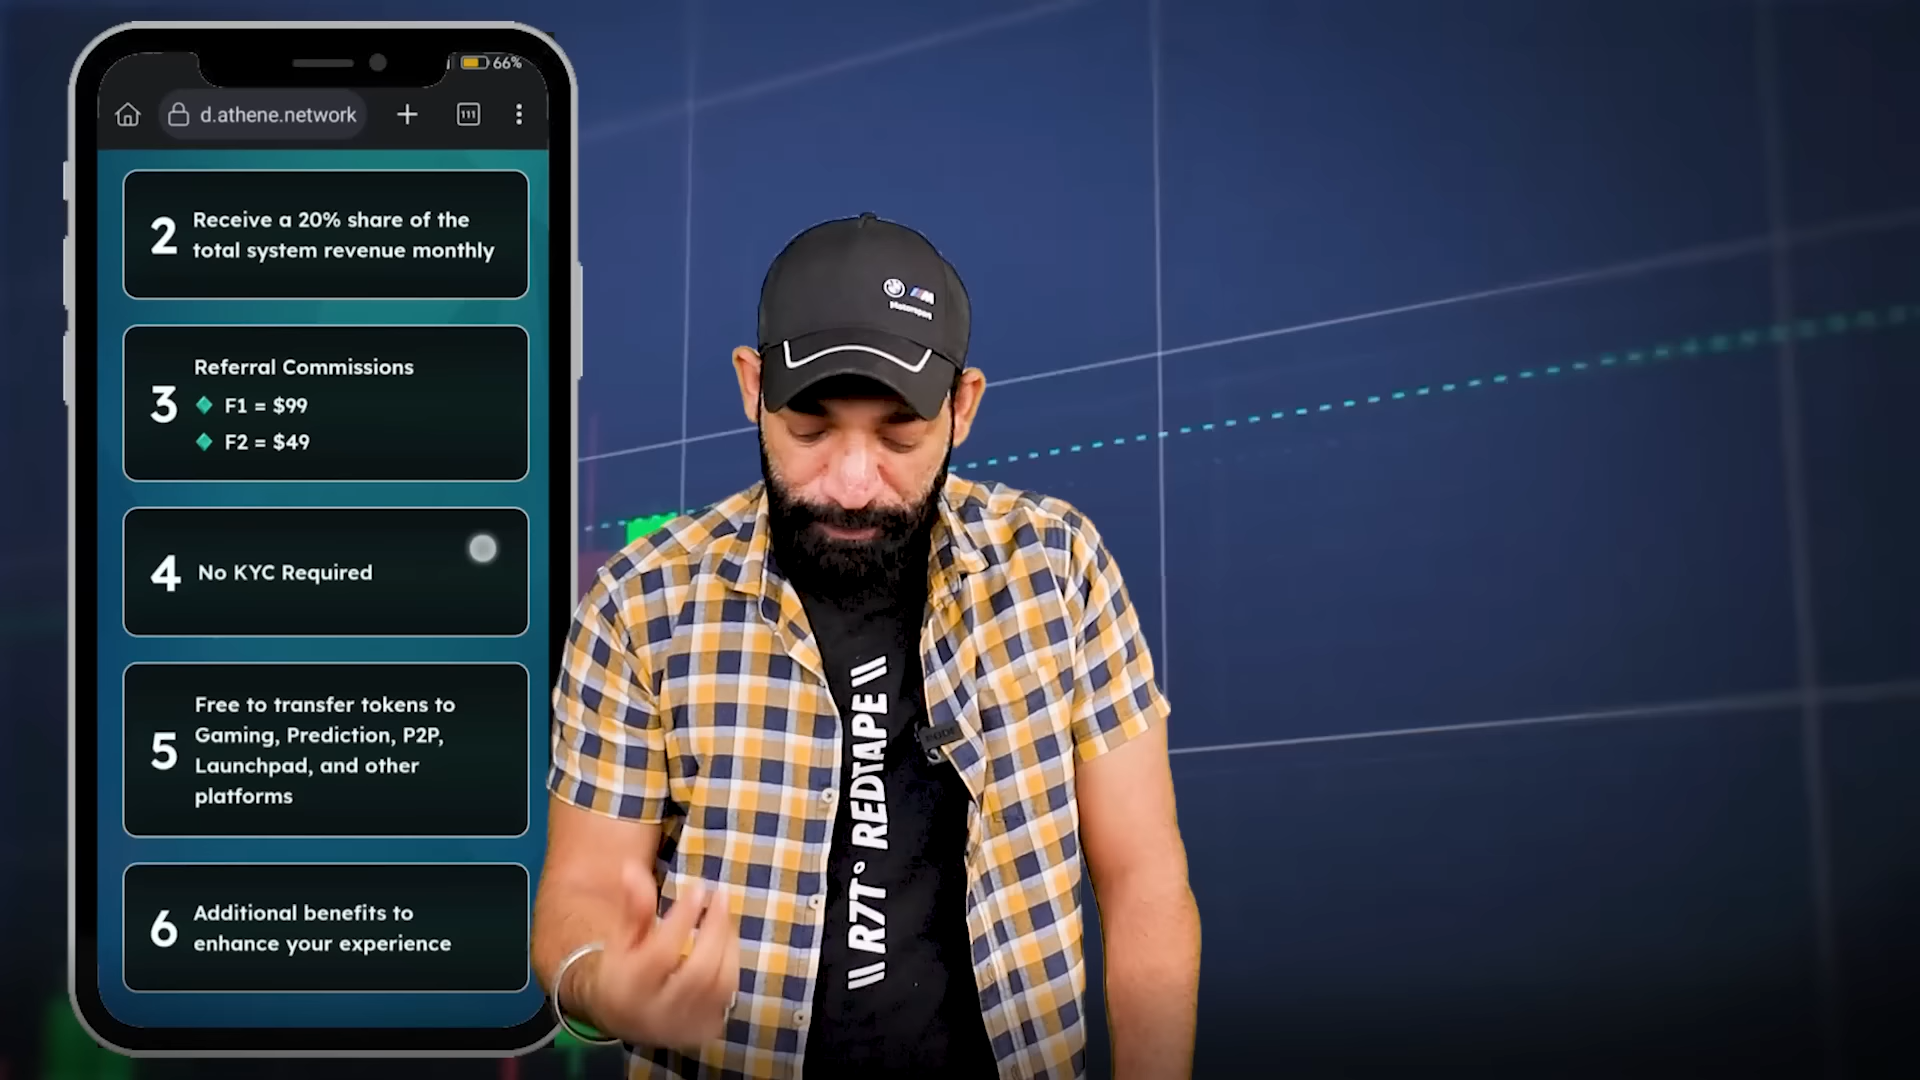 66%
d.athene.network
111
2
Receive a 20% share of the
total system revenue monthly
3
Referral Commissions
F1 = $99
F2 = $49
4
No KYC Required
5
Free to transfer tokens to
Gaming, Prediction, P2P,
Launchpad, and other
platforms
6
Additional benefits to
enhance your experience
M
Motorsport
\\ R7T° REDTAPE \\